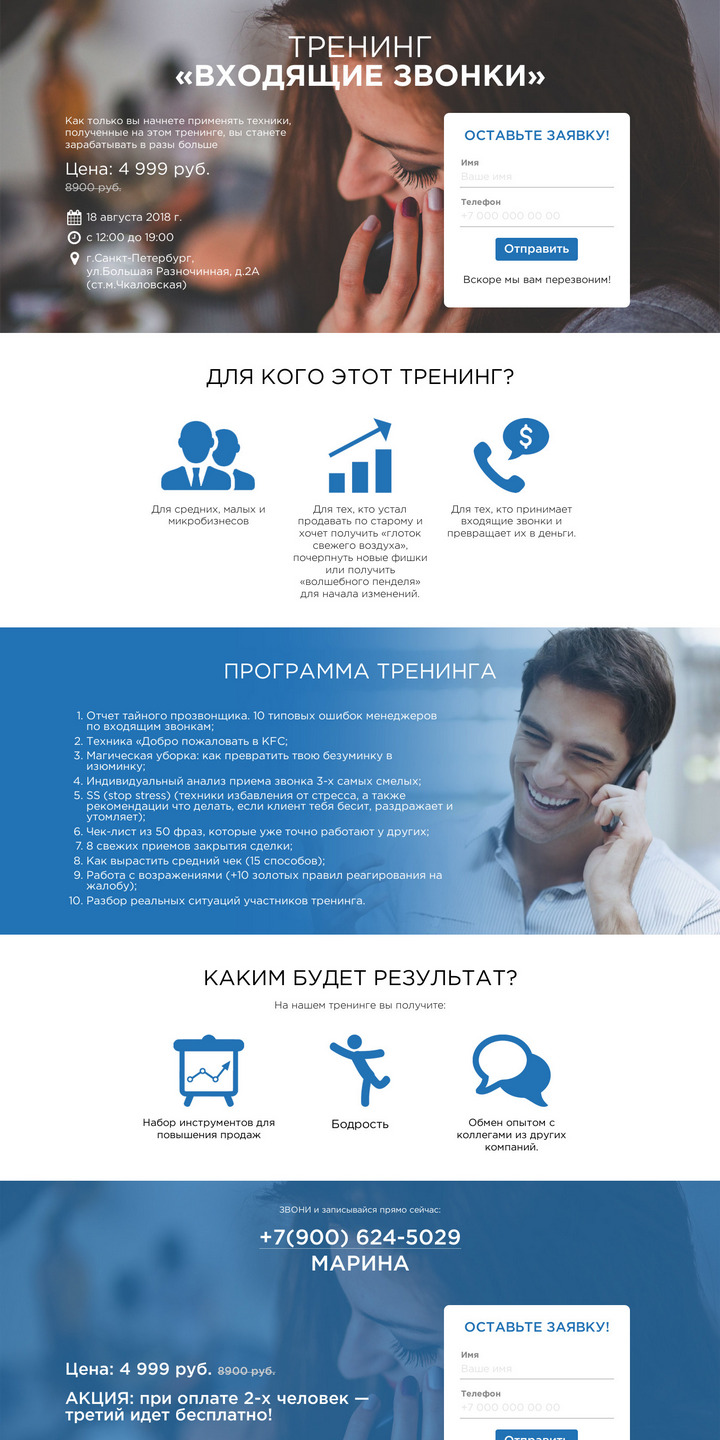 ТРЕНИНГ
«ВХОДЯЩИЕ ЗВОНКИ»
Как только вы начнете применять техники,
полученные на этом тренинге, вы станете
зарабатывать в разы больше
Цена: 4 999 руб.
8900 руб.
18 августа 2018 г.
с 12:00 до 19:00
г.Санкт-Петербург,
ул.Большая Разночинная, д.2А
(ст.м.Чкаловская)
ОСТАВЬТЕ ЗАЯВКУ!
Имя
Ваше имя
Телефон
+7 000 000 00 00
Отправить
Вскоре мы вам перезвоним!
ДЛЯ КОГО ЭТОТ ТРЕНИНГ?
Для средних, малых и
микробизнесов
Для тех, кто устал
продавать по старому и
хочет получить «глоток
свежего воздуха»,
почерпнуть новые фишки
или получить
«волшебного пенделя»
для начала изменений.
$
Для тех, кто принимает
входящие звонки и
превращает их в деньги.
ПРОГРАММА ТРЕНИНГА
1. Отчет тайного прозвонщика. 10 типовых ошибок менеджеров
по входящим звонкам;
2. Техника «Добро пожаловать в KFC;
3. Магическая уборка: как превратить твою безуминку в
изюминку;
4. Индивидуальный анализ приема звонка 3-х самых смелых;
5. SS (stop stress) (техники избавления от стресса, а также
рекомендации что делать, если клиент тебя бесит, раздражает и
утомляет);
6. Чек-лист из 50 фраз, которые уже точно работают у других;
7. 8 свежих приемов закрытия сделки;
8. Как вырастить средний чек (15 способов);
9. Работа с возражениями (+10 золотых правил реагирования на
жалобу);
10. Разбор реальных ситуаций участников тренинга.
КАКИМ БУДЕТ РЕЗУЛЬТАТ?
На нашем тренинге вы получите:
Набор инструментов для
повышения продаж
Бодрость
Обмен опытом с
коллегами из других
компаний.
ЗВОНИ и записывайся прямо сейчас:
+7(900) 624-5029
МАРИНА
Цена: 4 999 руб. 8900 руб.
АКЦИЯ: при оплате 2-х человек —
третий идет бесплатно!
ОСТАВЬТЕ ЗАЯВКУ!
Имя
Ваше имя
Телефон
+7 000 000 00 00
Отправить